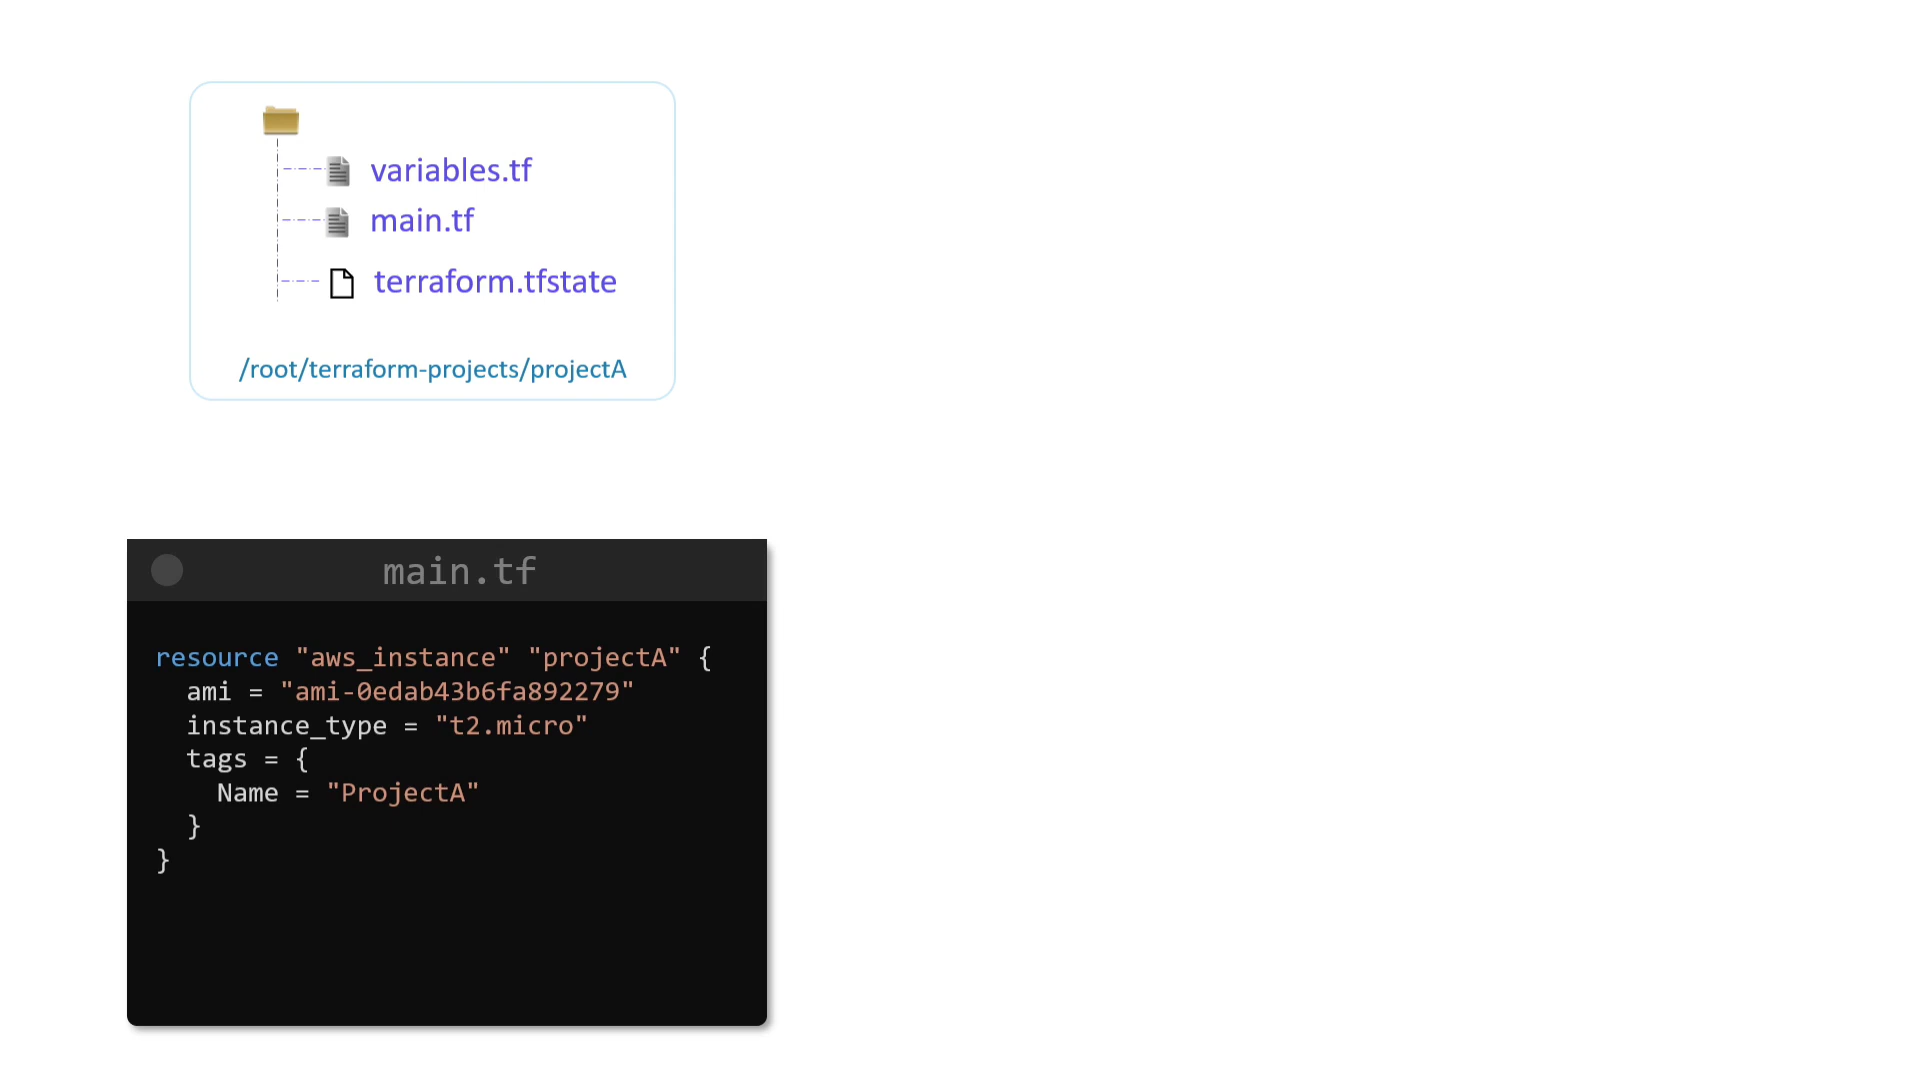 variables.tf
main.tf
terraform.tfstate
/root/terraform-projects/projectA
main.tf
resource "aws_instance" "projectA" {
  ami = "ami-0edab43b6fa892279"
  instance_type = "t2.micro"
  tags = {
    Name = "ProjectA"
  }
}